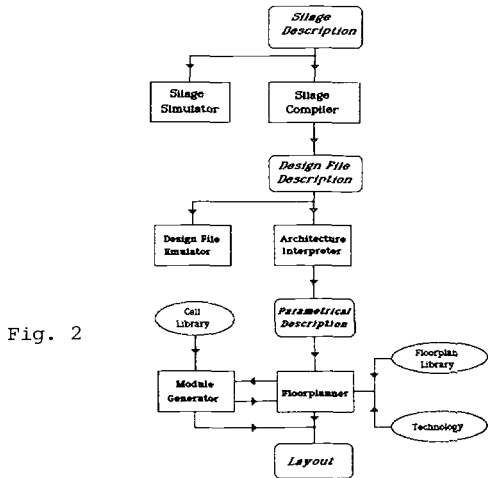 Silage
Description
Silage
Simulator
Silage
Compiler
Design File
Description
Design File
Emulator
Architecture
Interpreter
Cell
Library
Parametrical
Description
Fig. 2
Floorplan
Library
Module
Generator
Floorplanner
Technology
Layout